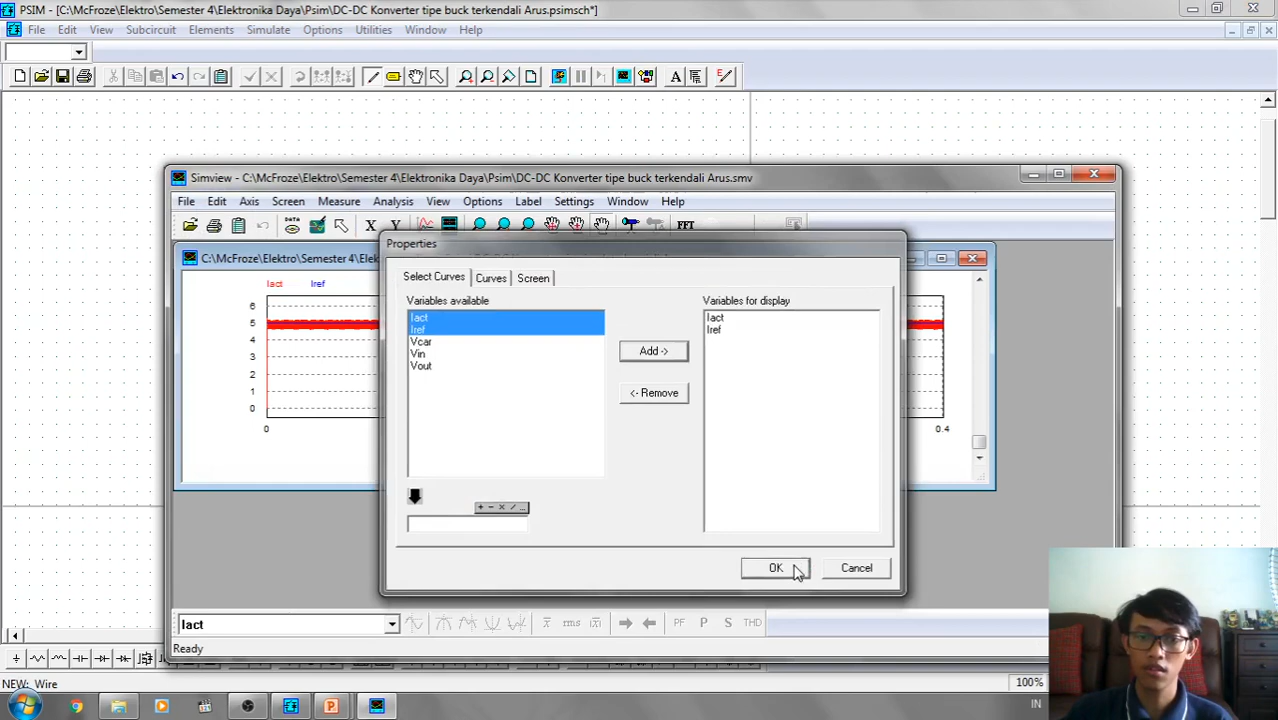 PSIM - [C:\McFroze\Elektro\Semester 4\Elektronika Daya\Psim\DC-DC Konverter tipe buck terkendali Arus.psimsch*]
File Edit View Subcircuit Elements Simulate Options Utilities Window Help
Simview - C:\McFroze\Elektro\Semester 4\Elektronika Daya\Psim\DC-DC Konverter tipe buck terkendali Arus.smv
File Edit Axis Screen Measure Analysis View Options Label Settings Window Help
DATA X Y FFT
Properties
C:\McFroze\Elektro\Semester 4\Elek
Select Curves Curves Screen
Iact Iref
Variables available
Variables for display
6
5
4
3
2
1
0
0
0.4
Iact
Iref
Vcar
Vin
Vout
Add ->
<- Remove
Iact
Iref
+ - × / ...
OK Cancel
Iact
rms |x| PF P S THD
Ready
NEW: Wire
100%
IN